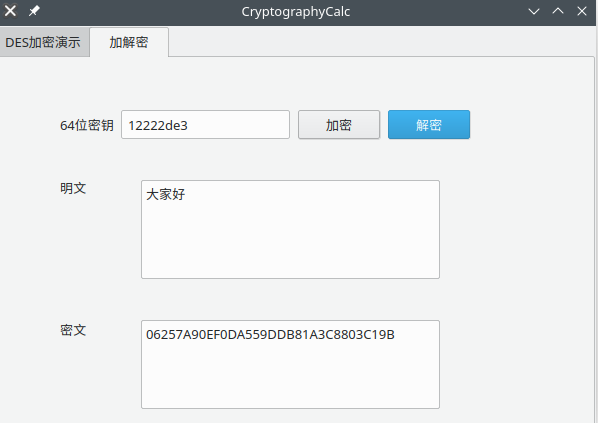 CryptographyCalc
DES加密演示 加解密
64位密钥 12222de3 加密 解密
明文 大家好
密文 06257A90EF0DA559DDB81A3C8803C19B